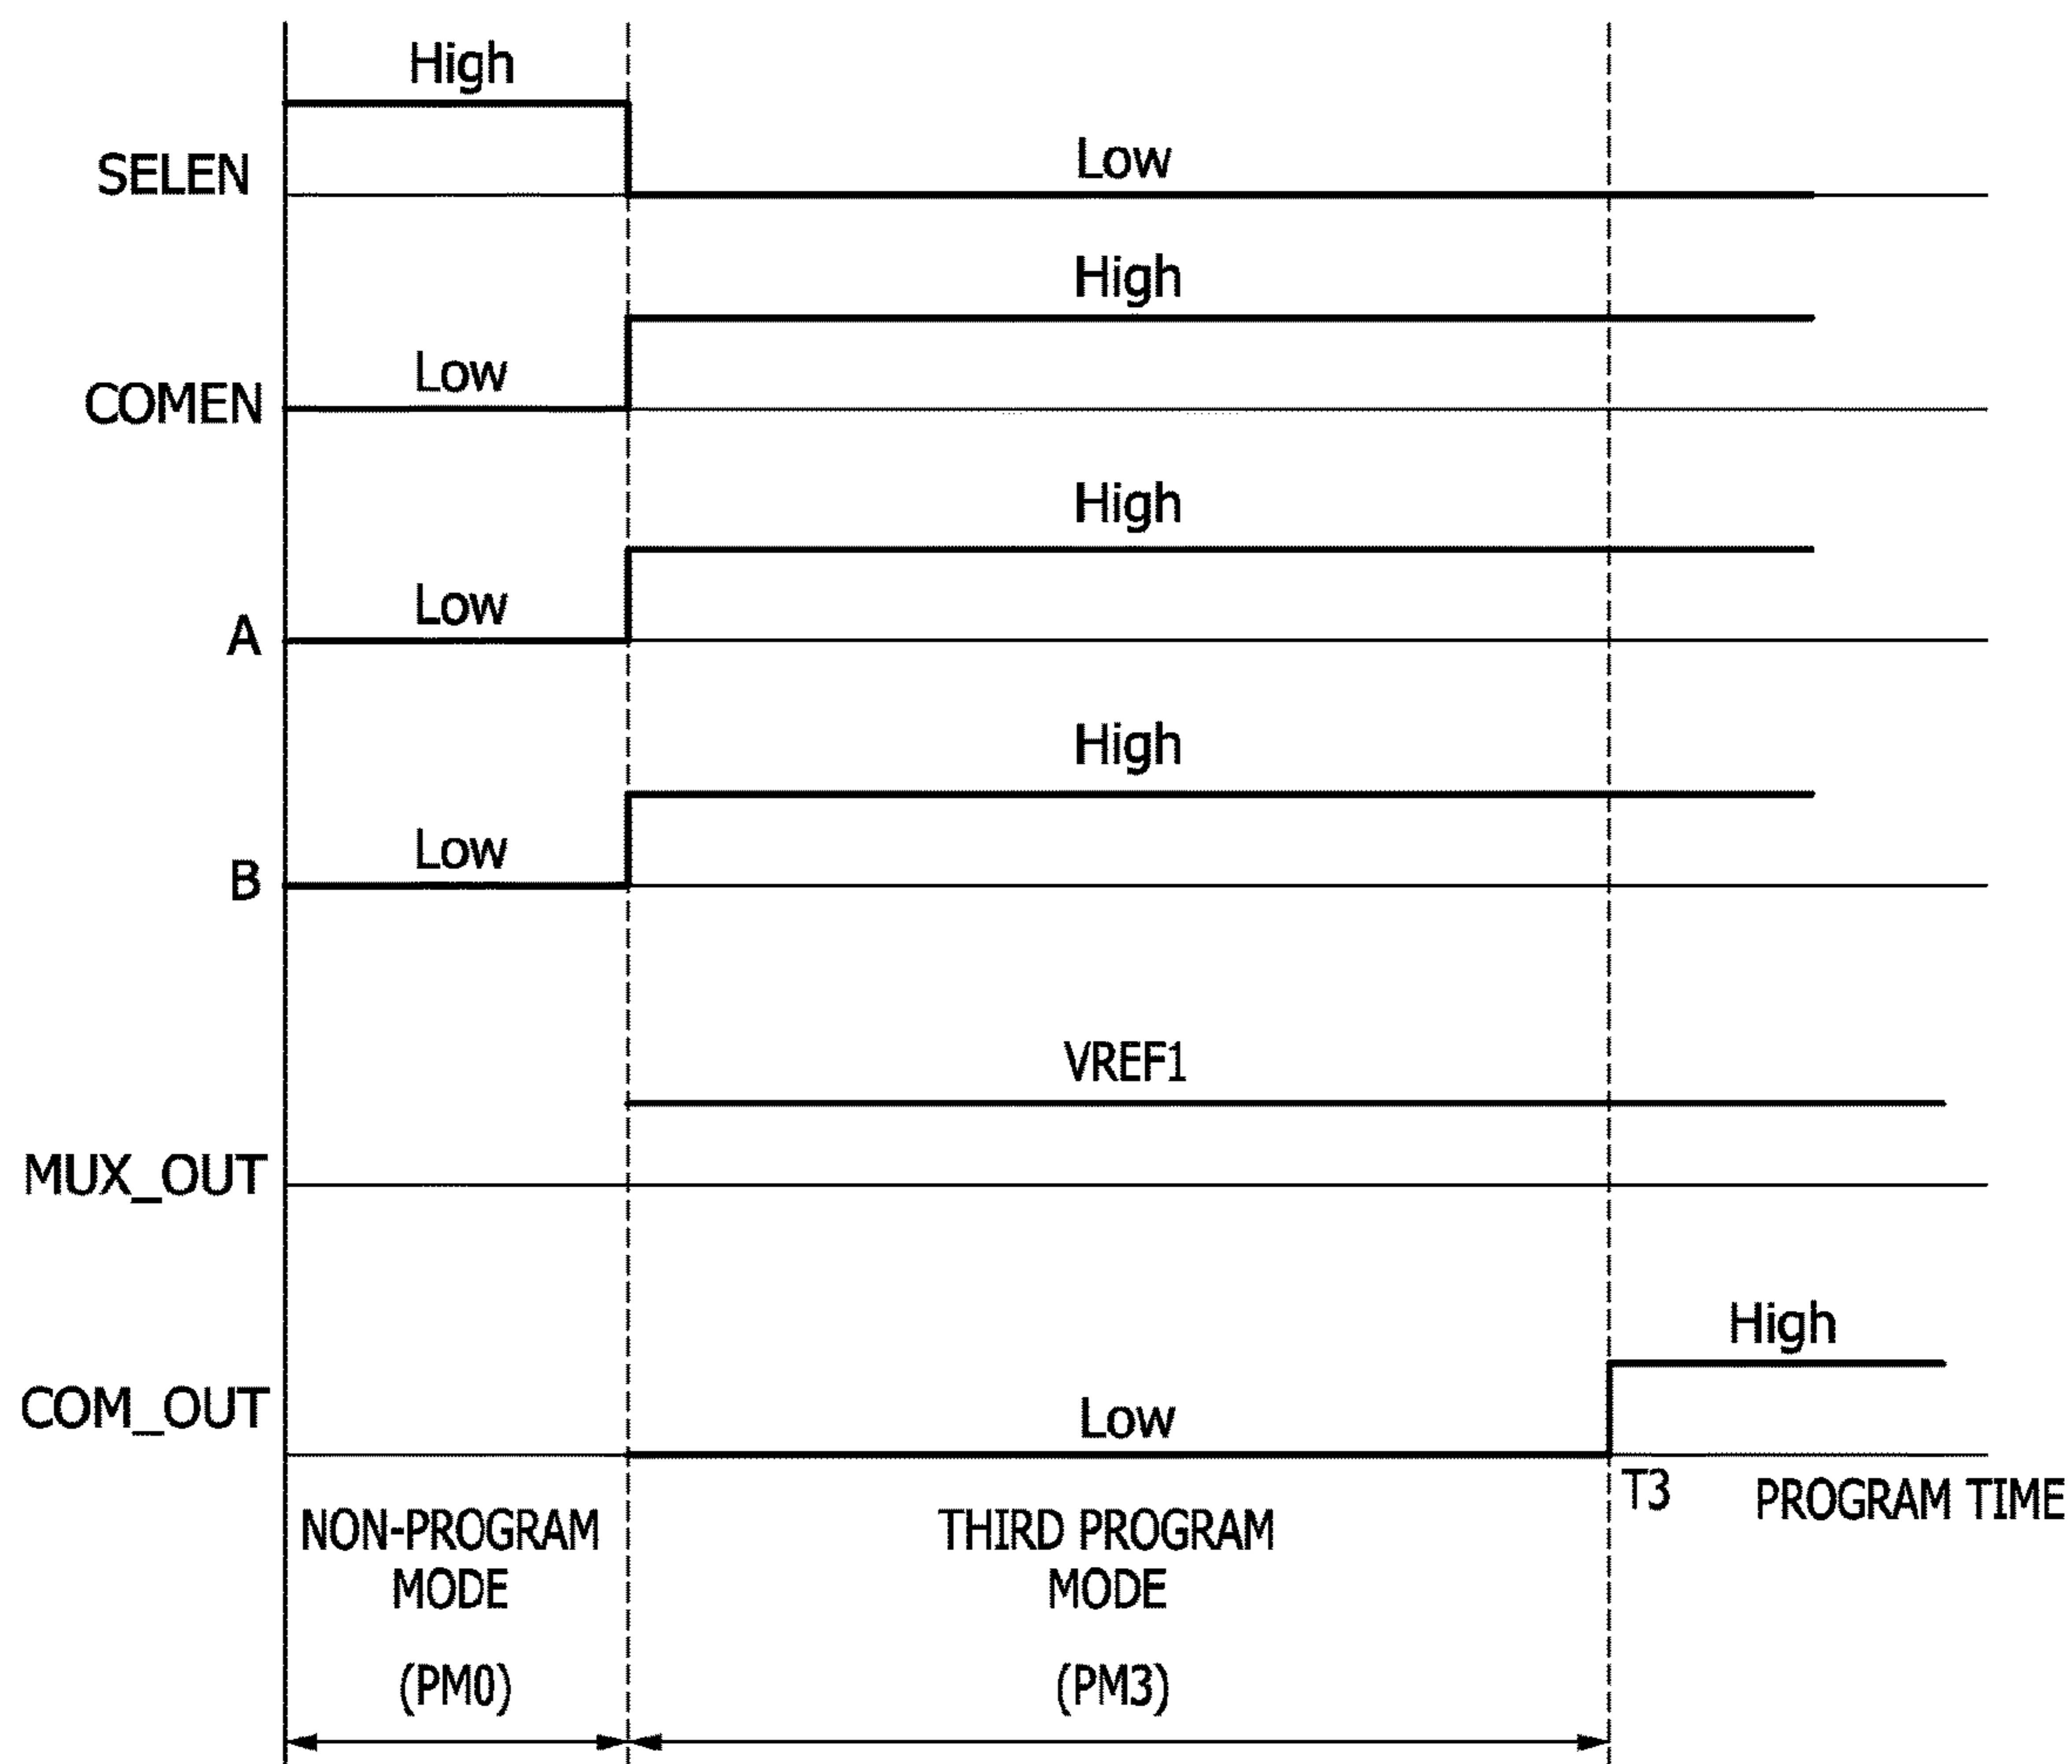 High
SELEN
Low
High
Low
COMEN
High
Low
A
High
Low
B
VREF1
MUX_OUT
High
Low
COM_OUT
T3
PROGRAM TIME
NON-PROGRAM
MODE
(PM0)
THIRD PROGRAM
MODE
(PM3)